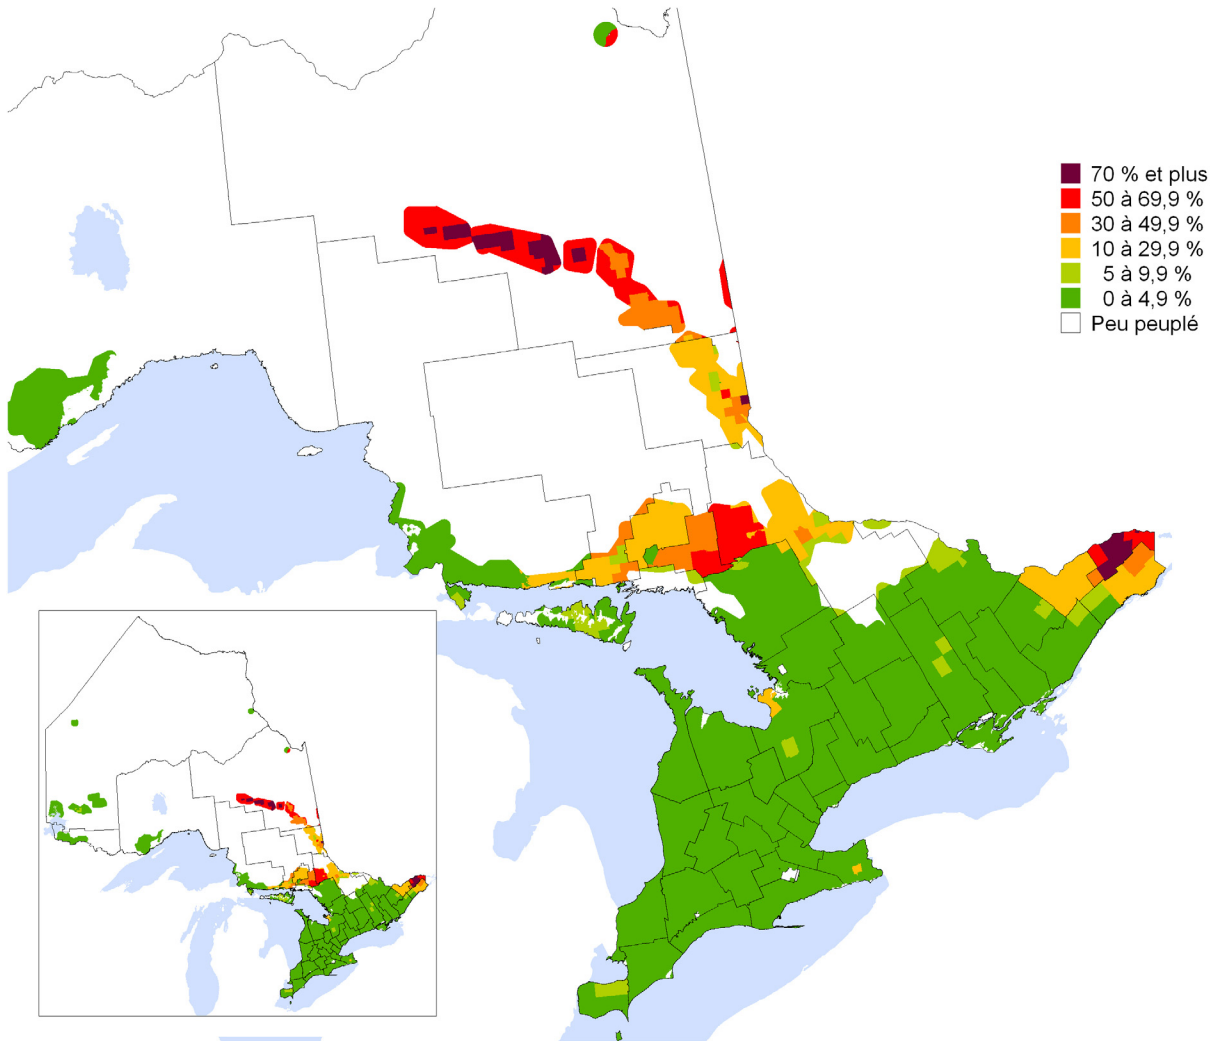 70 % et plus
50 à 69,9 %
30 à 49,9 %
10 à 29,9 %
5 à 9,9 %
0 à 4,9 %
Peu peuplé